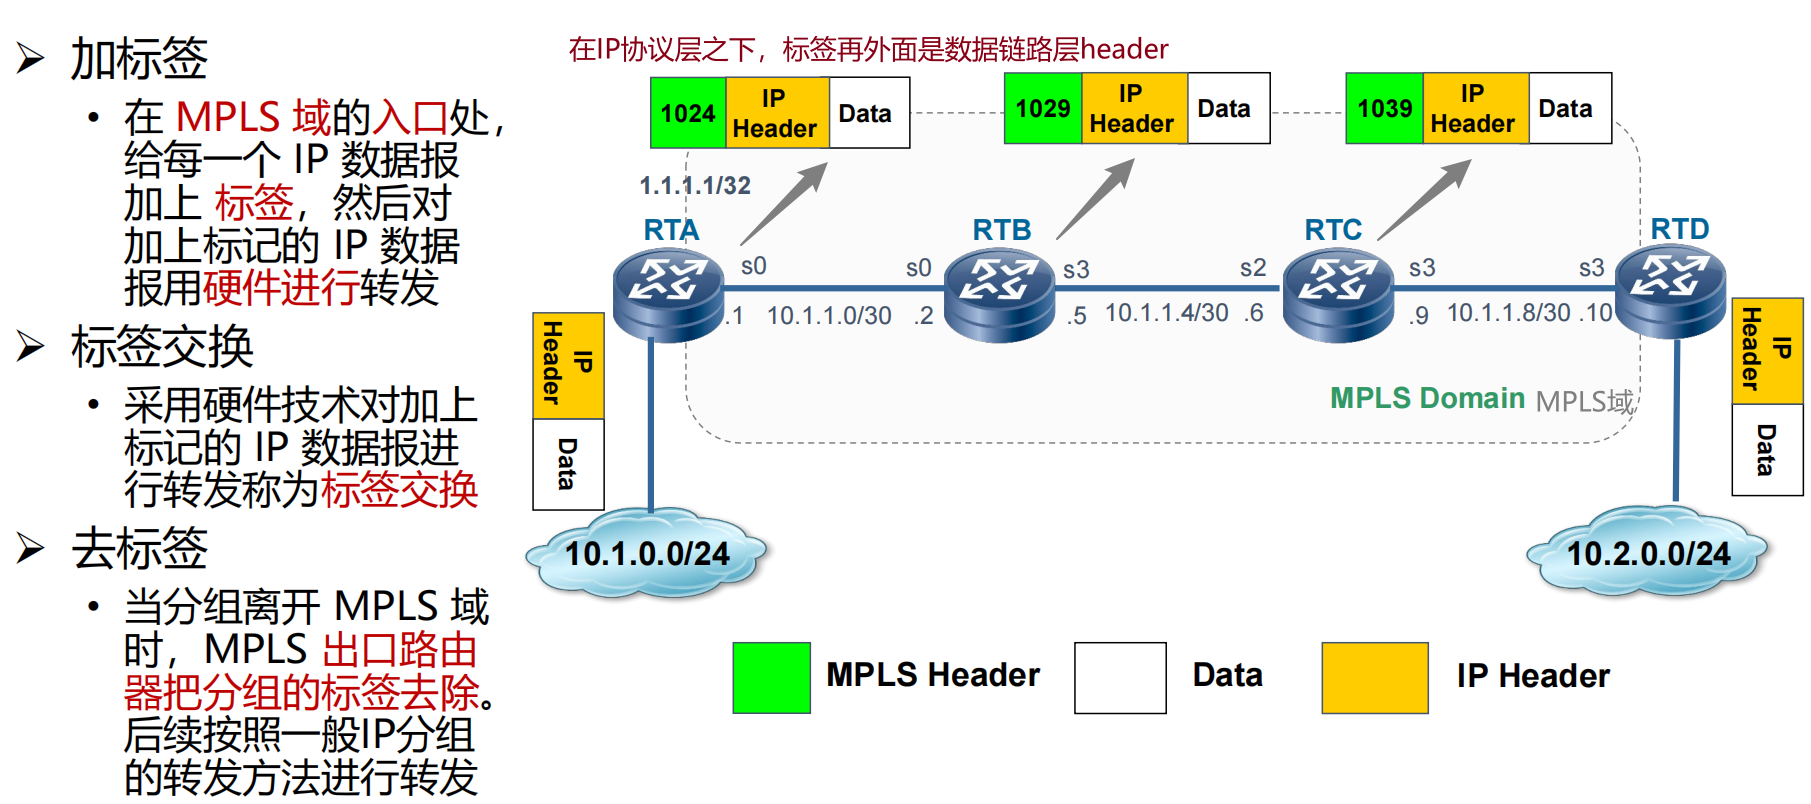 加标签
• 在 MPLS 域的入口处，
给每一个 IP 数据报
加上 标签，然后对
加上标记的 IP 数据
报用硬件进行转发
标签交换
• 采用硬件技术对加上
标记的 IP 数据报进
行转发称为标签交换
去标签
• 当分组离开 MPLS 域
时，MPLS 出口路由
器把分组的标签去除。
后续按照一般IP分组
的转发方法进行转发
在IP协议层之下，标签再外面是数据链路层header
1024
IP
Header
Data
1029
IP
Header
Data
1039
IP
Header
Data
1.1.1.1/32
RTA
RTB
RTC
RTD
s0
s0
s3
s2
s3
s3
.1
10.1.1.0/30
.2
.5
10.1.1.4/30
.6
.9
10.1.1.8/30
.10
IP
Header
Data
IP
Header
Data
MPLS Domain
MPLS域
10.1.0.0/24
10.2.0.0/24
MPLS Header
Data
IP Header